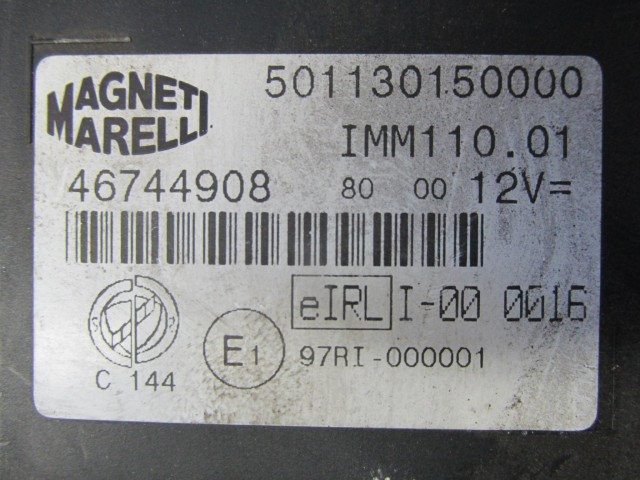 MAGNETI
MARELLI
501130150000
IMM110.01
46744908 80 00 12V=
eIRL I-00 0016
E1 97RI-000001
C 144